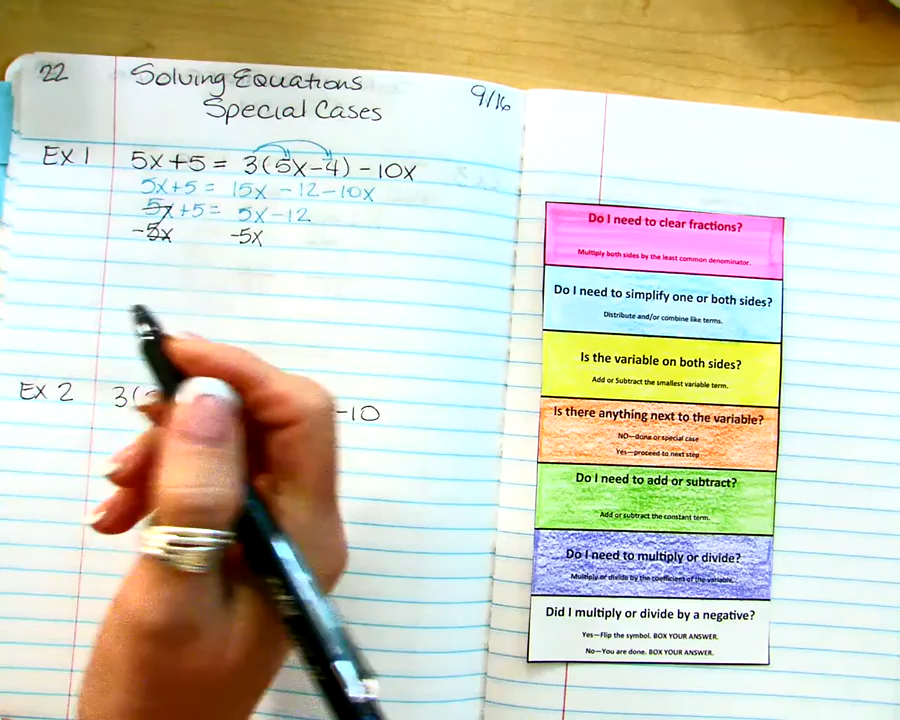 22
Solving Equations
Special Cases
9/16
Ex 1 5x+5 = 3(5x-4) -10x
5x+5 = 15x -12 -10x
5x+5 = 5x -12
-5x -5x
Ex 2 3( -10
Do I need to clear fractions?
Multiply both sides by the least common denominator.
Do I need to simplify one or both sides?
Distribute and/or combine like terms.
Is the variable on both sides?
Add or Subtract the smallest variable term.
Is there anything next to the variable?
NO—done or special case
Yes—proceed to next step
Do I need to add or subtract?
Add or subtract the constant term.
Do I need to multiply or divide?
Multiply or divide by the coefficient of the variable.
Did I multiply or divide by a negative?
Yes—Flip the symbol. BOX YOUR ANSWER.
No—You are done. BOX YOUR ANSWER.